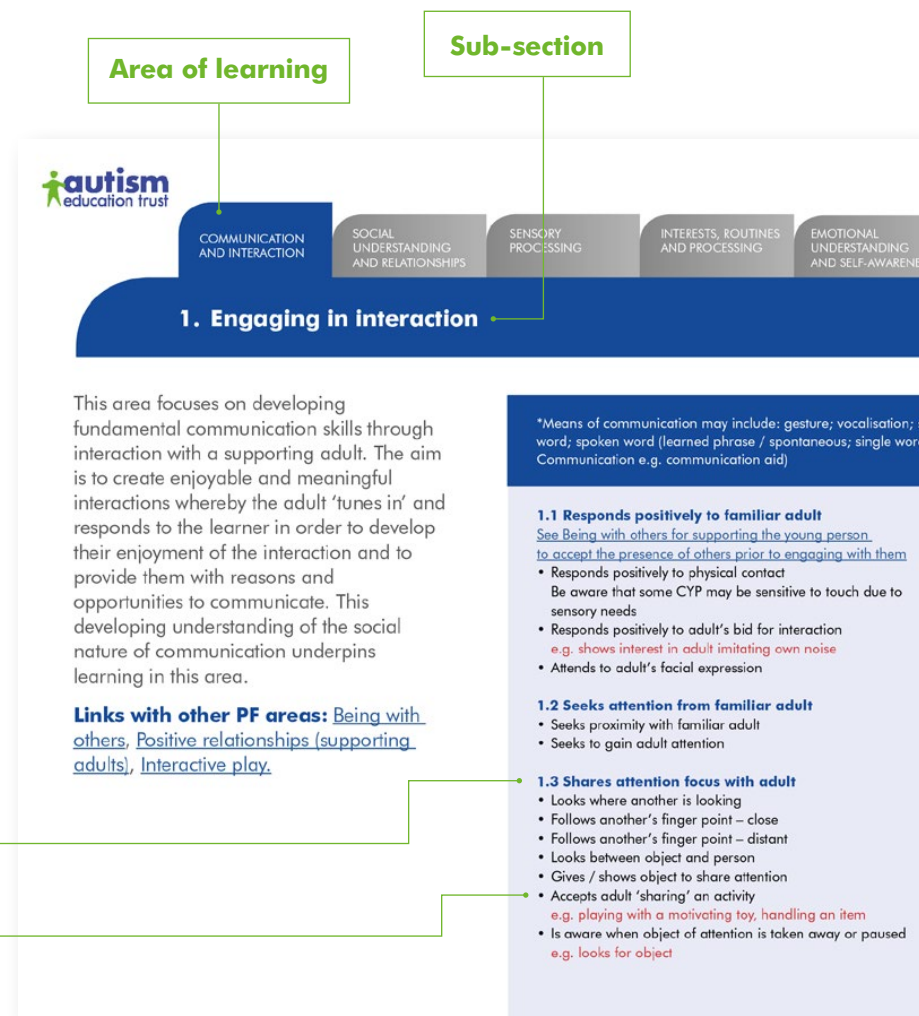 Area of learning
Sub-section
autism
education trust
COMMUNICATION
AND INTERACTION
SOCIAL
UNDERSTANDING
AND RELATIONSHIPS
SENSORY
PROCESSING
INTERESTS, ROUTINES
AND PROCESSING
EMOTIONAL
UNDERSTANDING
AND SELF-AWARENE
1. Engaging in interaction
This area focuses on developing
fundamental communication skills through
interaction with a supporting adult. The aim
is to create enjoyable and meaningful
interactions whereby the adult ‘tunes in’ and
responds to the learner in order to develop
their enjoyment of the interaction and to
provide them with reasons and
opportunities to communicate. This
developing understanding of the social
nature of communication underpins
learning in this area.
Links with other PF areas: Being with
others, Positive relationships (supporting
adults), Interactive play.
*Means of communication may include: gesture; vocalisation;
word; spoken word (learned phrase / spontaneous; single wor
Communication e.g. communication aid)
1.1 Responds positively to familiar adult
See Being with others for supporting the young person
to accept the presence of others prior to engaging with them
• Responds positively to physical contact
Be aware that some CYP may be sensitive to touch due to
sensory needs
• Responds positively to adult’s bid for interaction
e.g. shows interest in adult imitating own noise
• Attends to adult’s facial expression
1.2 Seeks attention from familiar adult
• Seeks proximity with familiar adult
• Seeks to gain adult attention
1.3 Shares attention focus with adult
• Looks where another is looking
• Follows another’s finger point – close
• Follows another’s finger point – distant
• Looks between object and person
• Gives / shows object to share attention
• Accepts adult ‘sharing’ an activity
e.g. playing with a motivating toy, handling an item
• Is aware when object of attention is taken away or paused
e.g. looks for object